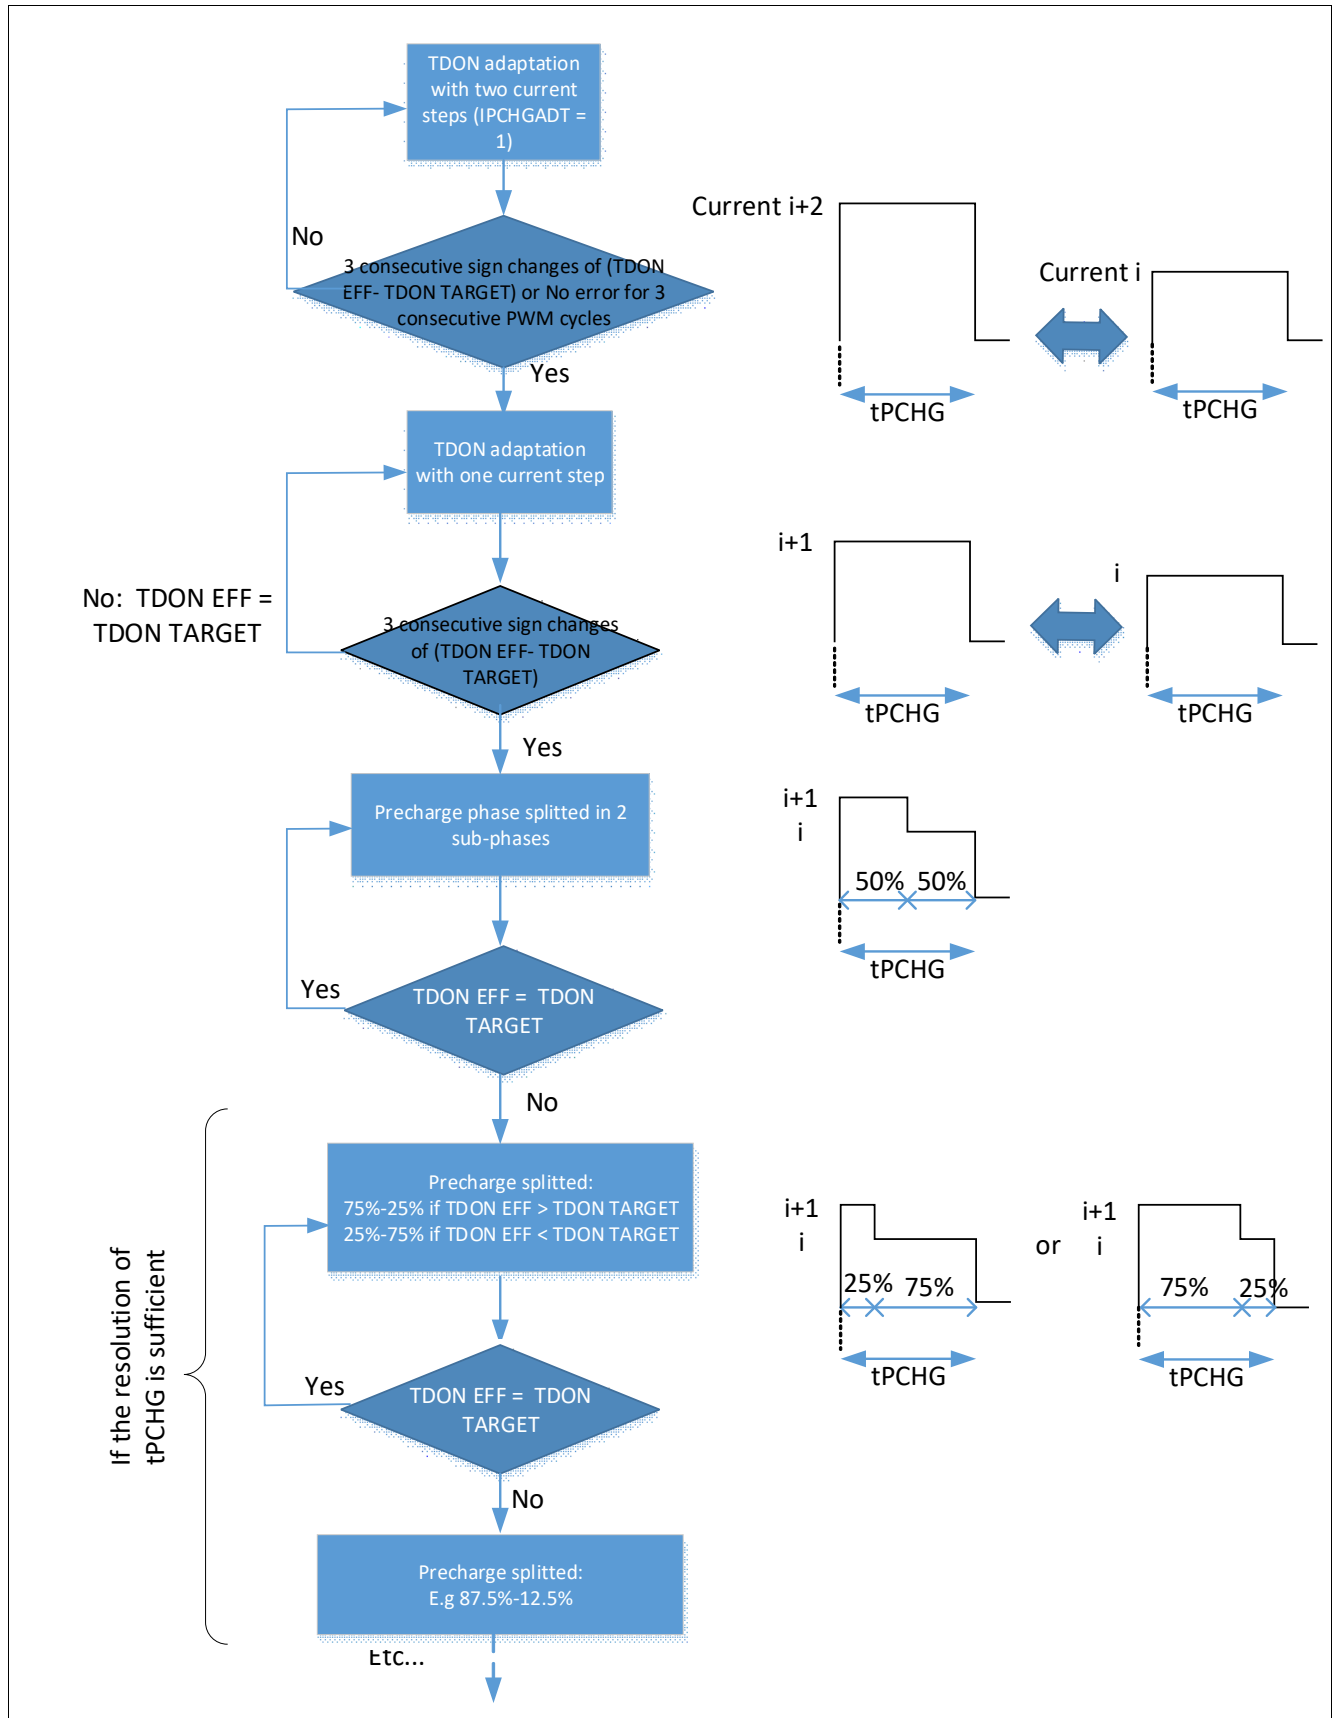 TDON adaptation
with two current
steps (IPCHGADT =
1)
No
3 consecutive sign changes of (TDON
EFF- TDON TARGET) or No error for 3
consecutive PWM cycles
Yes
Current i+2
Current i
tPCHG
tPCHG
TDON adaptation
with one current step
No:  TDON EFF =
TDON TARGET
3 consecutive sign changes
of (TDON EFF- TDON
TARGET)
Yes
i+1
i
tPCHG
tPCHG
Precharge phase splitted in 2
sub-phases
i+1
i
50%
50%
tPCHG
Yes
TDON EFF =  TDON
TARGET
No
If the resolution of
tPCHG is sufficient
Precharge splitted:
75%-25% if TDON EFF > TDON TARGET
25%-75% if TDON EFF < TDON TARGET
i+1
i
25%
75%
tPCHG
or
i+1
i
75%
25%
tPCHG
Yes
TDON EFF =  TDON
TARGET
No
Precharge splitted:
E.g 87.5%-12.5%
Etc...